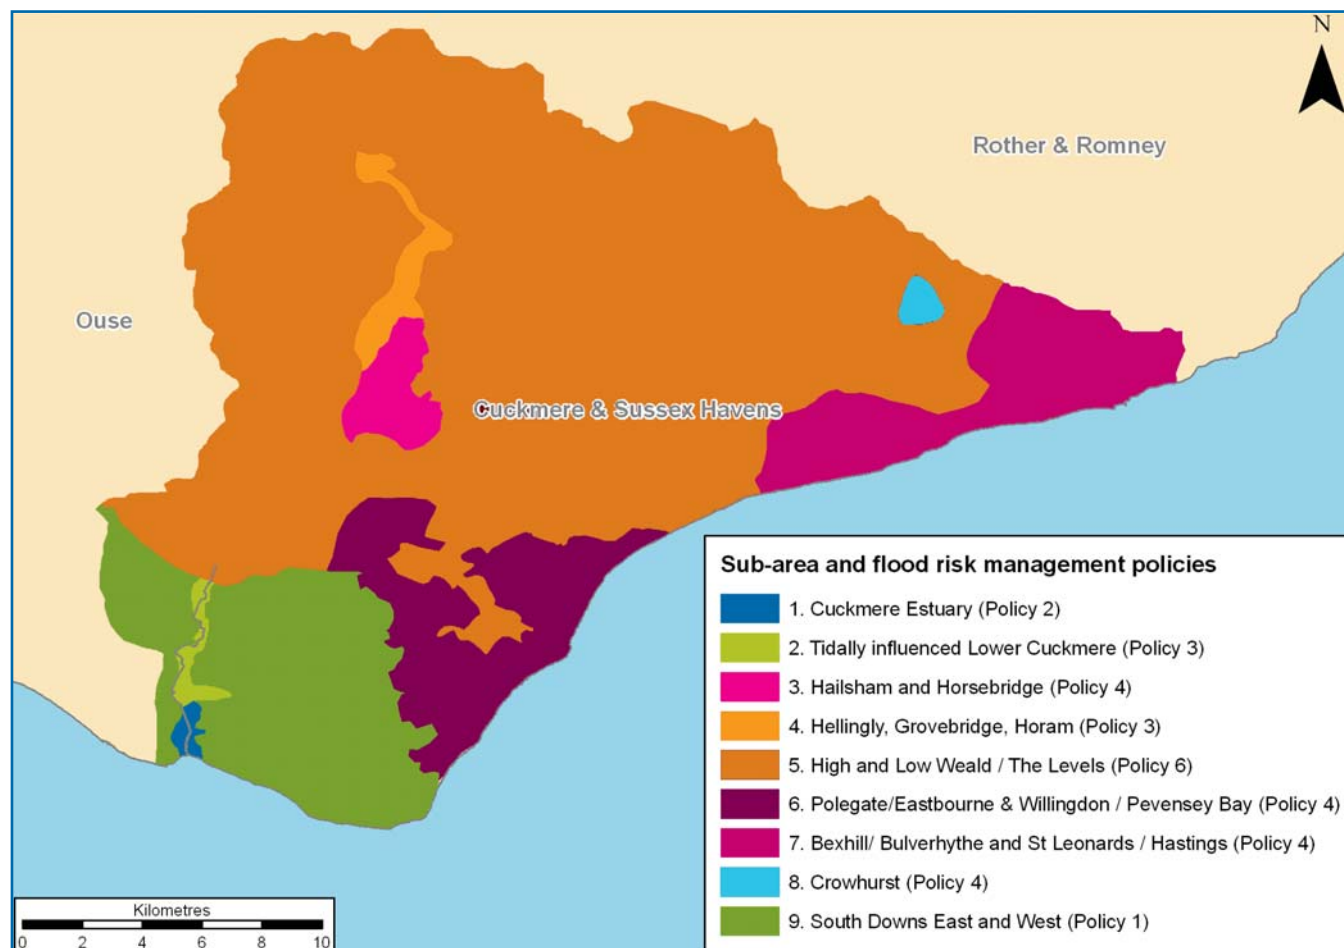 N
Rother & Romney
Ouse
Cuckmere & Sussex Havens
Sub-area and flood risk management policies
1. Cuckmere Estuary (Policy 2)
2. Tidally influenced Lower Cuckmere (Policy 3)
3. Hailsham and Horsebridge (Policy 4)
4. Hellingly, Grovebridge, Horam (Policy 3)
5. High and Low Weald / The Levels (Policy 6)
6. Polegate/Eastbourne & Willingdon / Pevensey Bay (Policy 4)
7. Bexhill/ Bulverhythe and St Leonards / Hastings (Policy 4)
8. Crowhurst (Policy 4)
9. South Downs East and West (Policy 1)
Kilometres
0 2 4 6 8 10